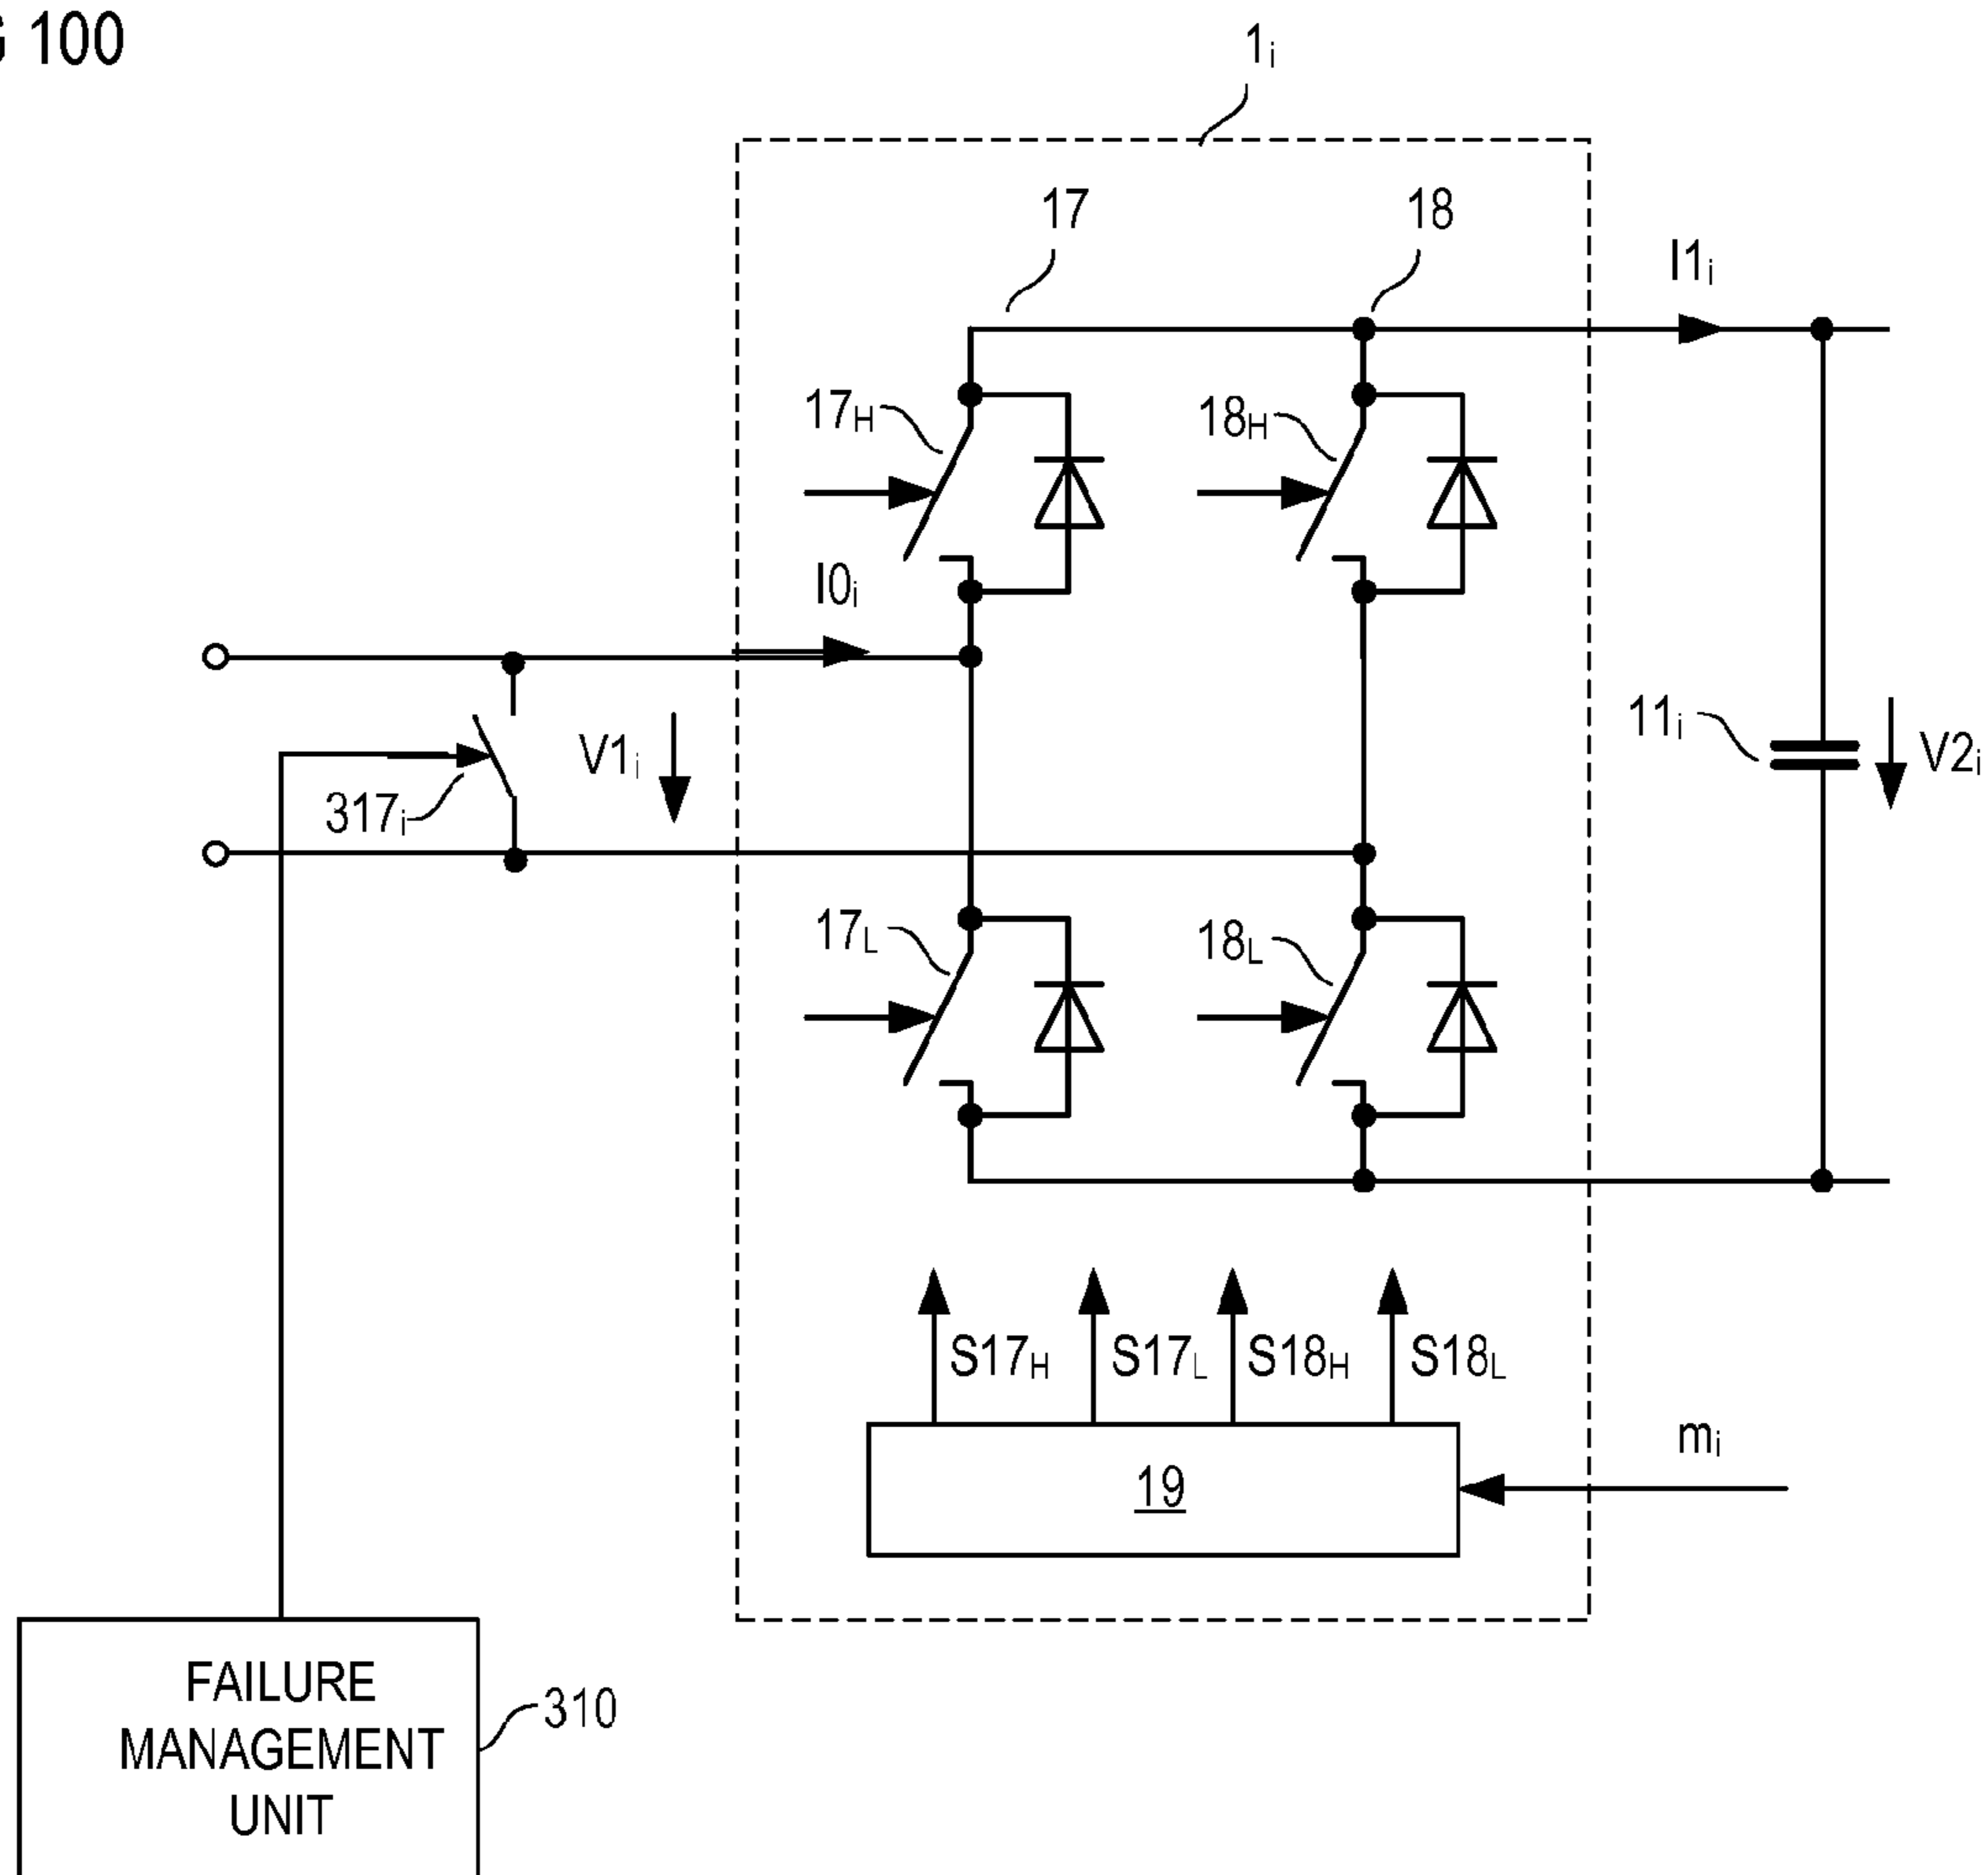 100
1i
17
18
I1i
17H
18H
I0i
V1i
317i
11i
V2i
17L
18L
S17H
S17L
S18H
S18L
mi
19
FAILURE
MANAGEMENT
UNIT
310